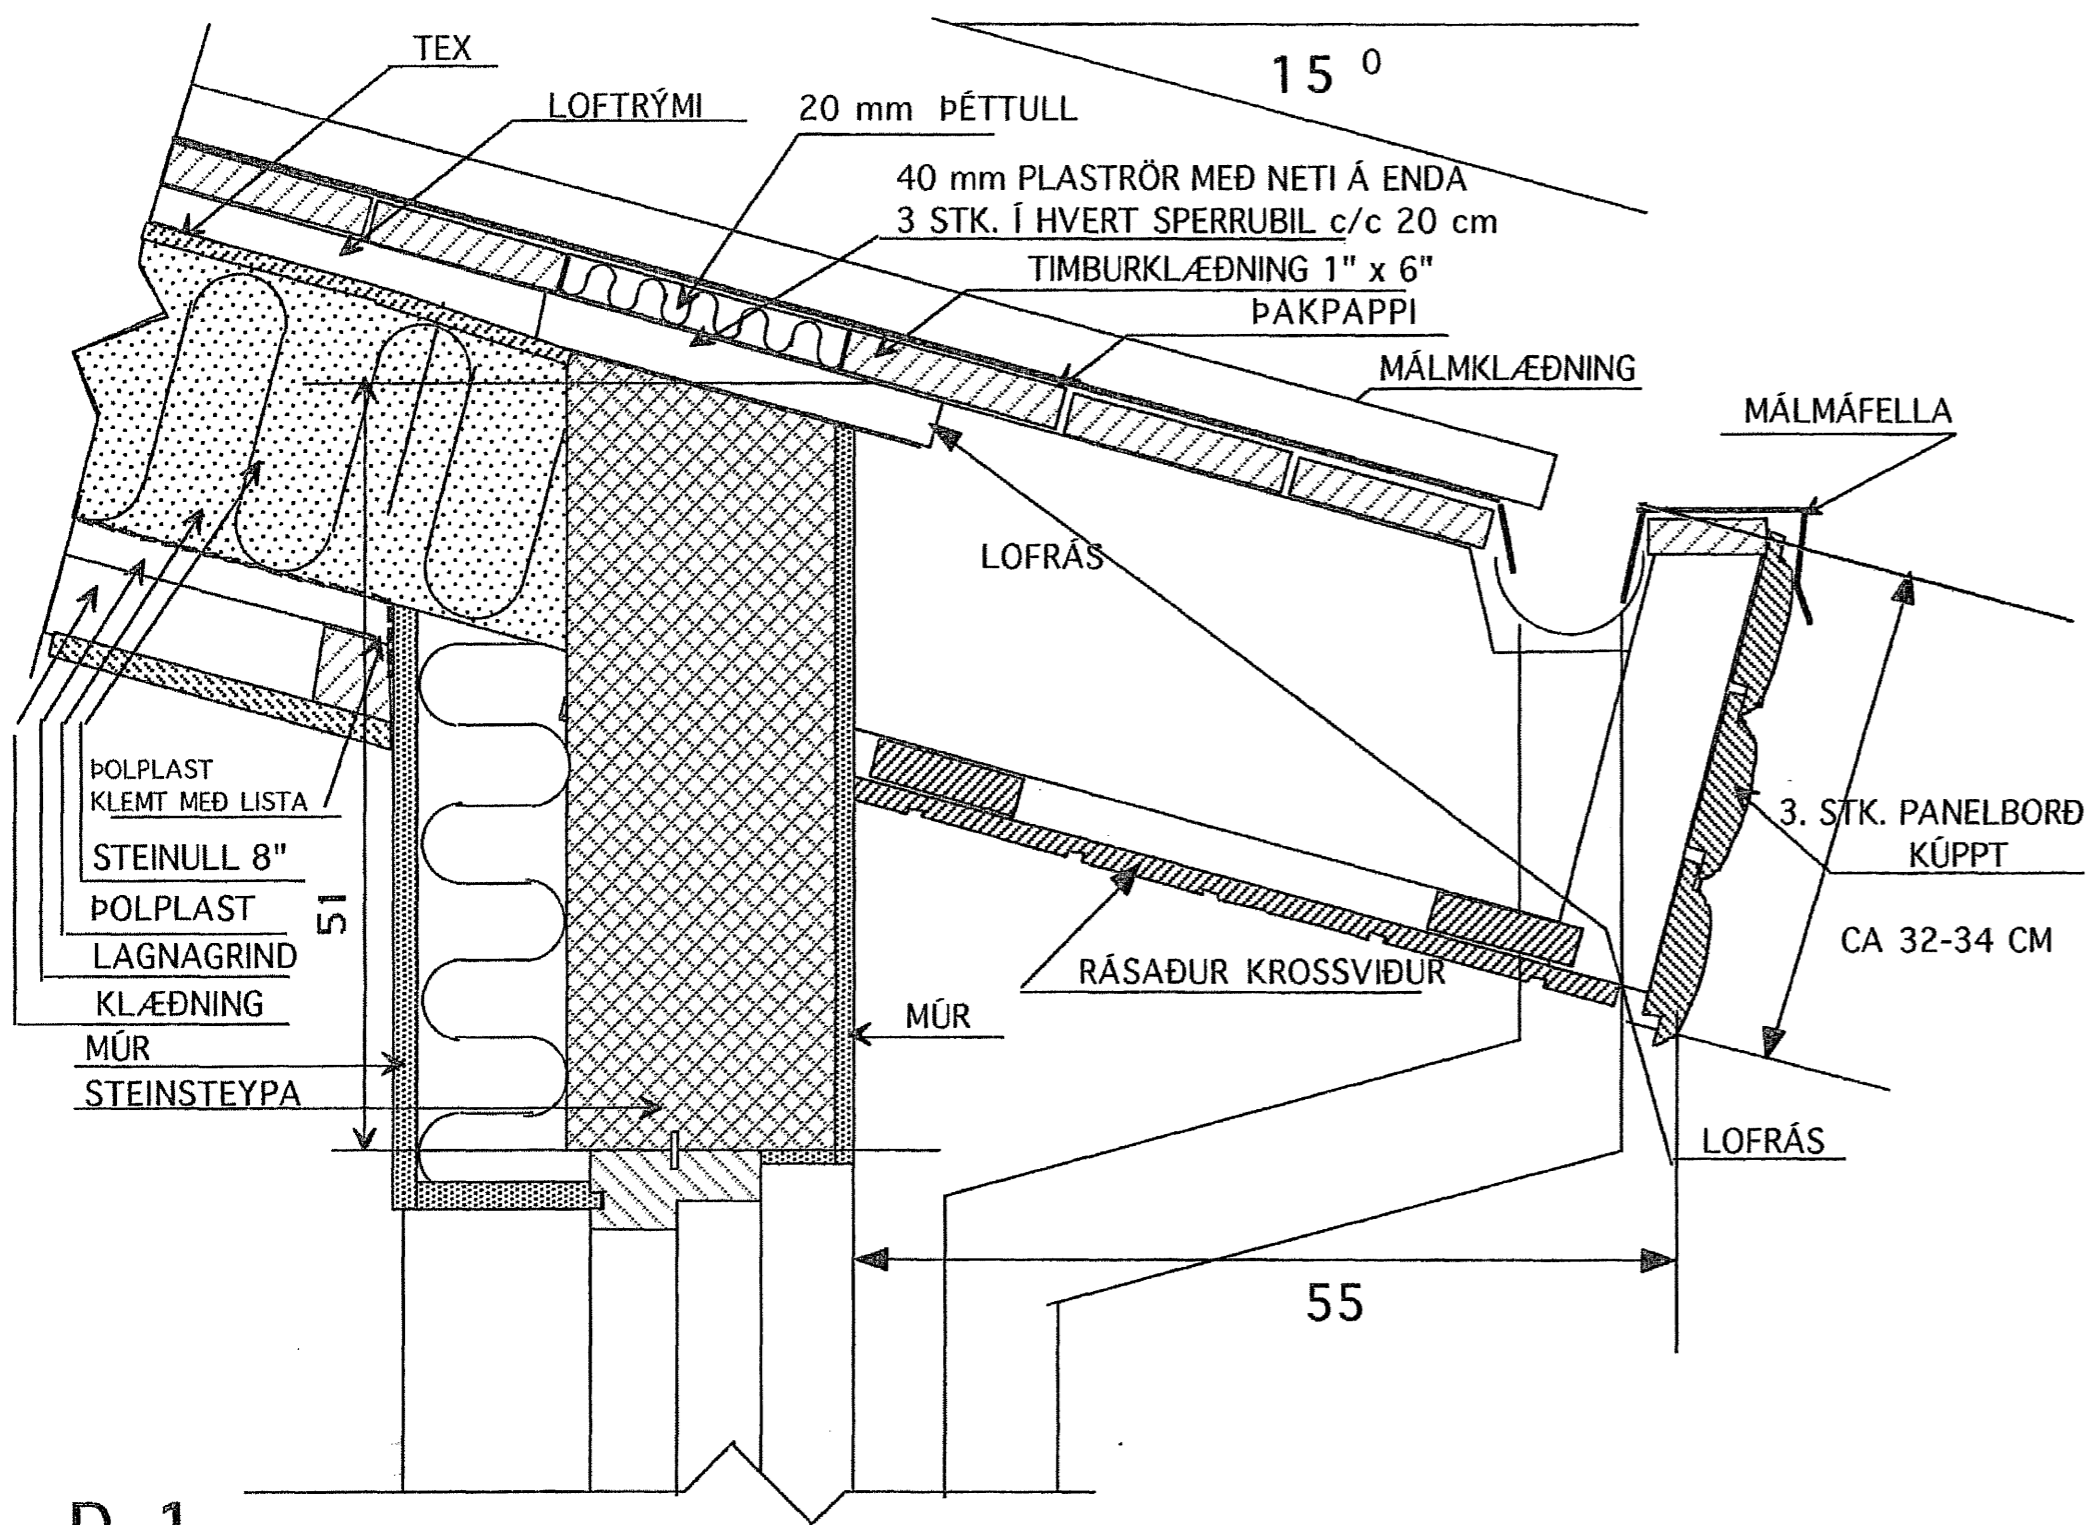 TEX
15 0
LOFTRÝMI
20 mm ÞÉTTULL
40 mm PLASTRÖR MEÐ NETI Á ENDA
3 STK. Í HVERT SPERRUBIL c/c 20 cm
TIMBURKLÆÐNING 1" x 6"
ÞAKPAPPI
MÁLMKLÆÐNING
MÁLMÁFELLA
LOFRÁS
ÞOLPLAST
KLEMT MEÐ LISTA
STEINULL 8"
ÞOLPLAST
LAGNAGRIND
KLÆÐNING
MÚR
STEINSTEYPA
51
3. STK. PANELBORÐ
KÚPPT
CA 32-34 CM
RÁSAÐUR KROSSVIÐUR
MÚR
LOFRÁS
55
D 1